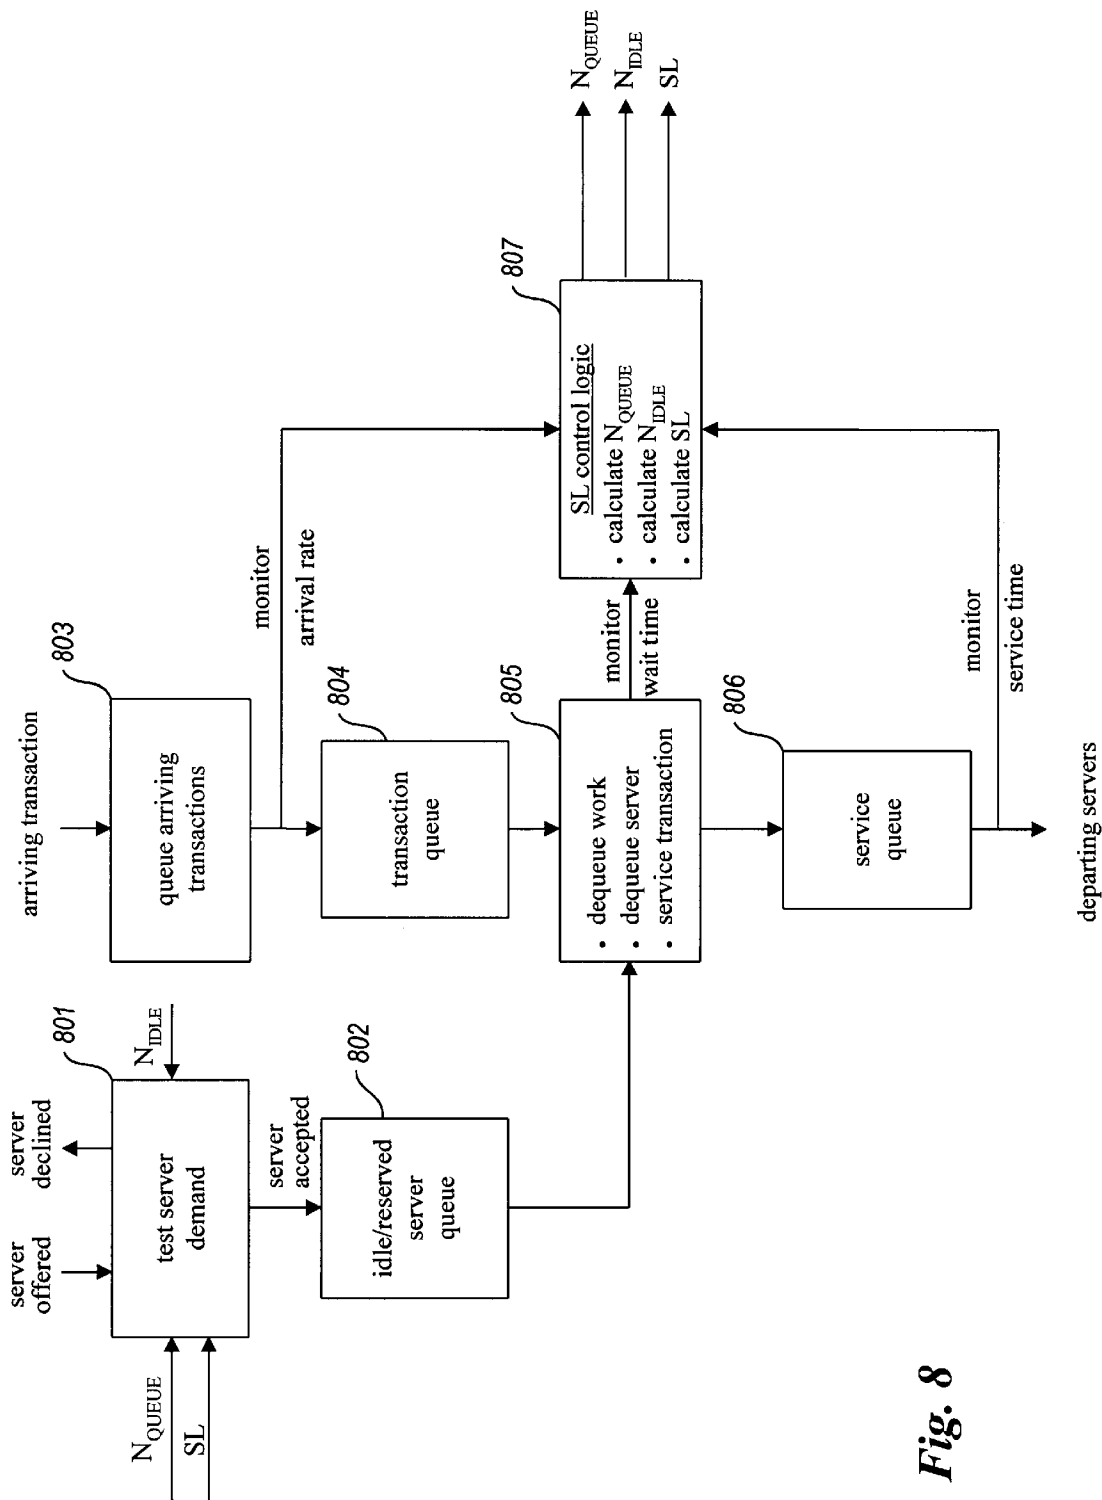 server
offered
server
declined
arriving transaction
801
803
N_QUEUE
SL
N_IDLE
test server
demand
queue arriving
transactions
server
accepted
monitor
arrival rate
802
804
idle/reserved
server
queue
transaction
queue
805
807
• dequeue work
• dequeue server
• service transaction
monitor
wait time
SL control logic
• calculate N_QUEUE
• calculate N_IDLE
• calculate SL
N_QUEUE
N_IDLE
SL
806
service
queue
monitor
service time
departing servers
Fig. 8